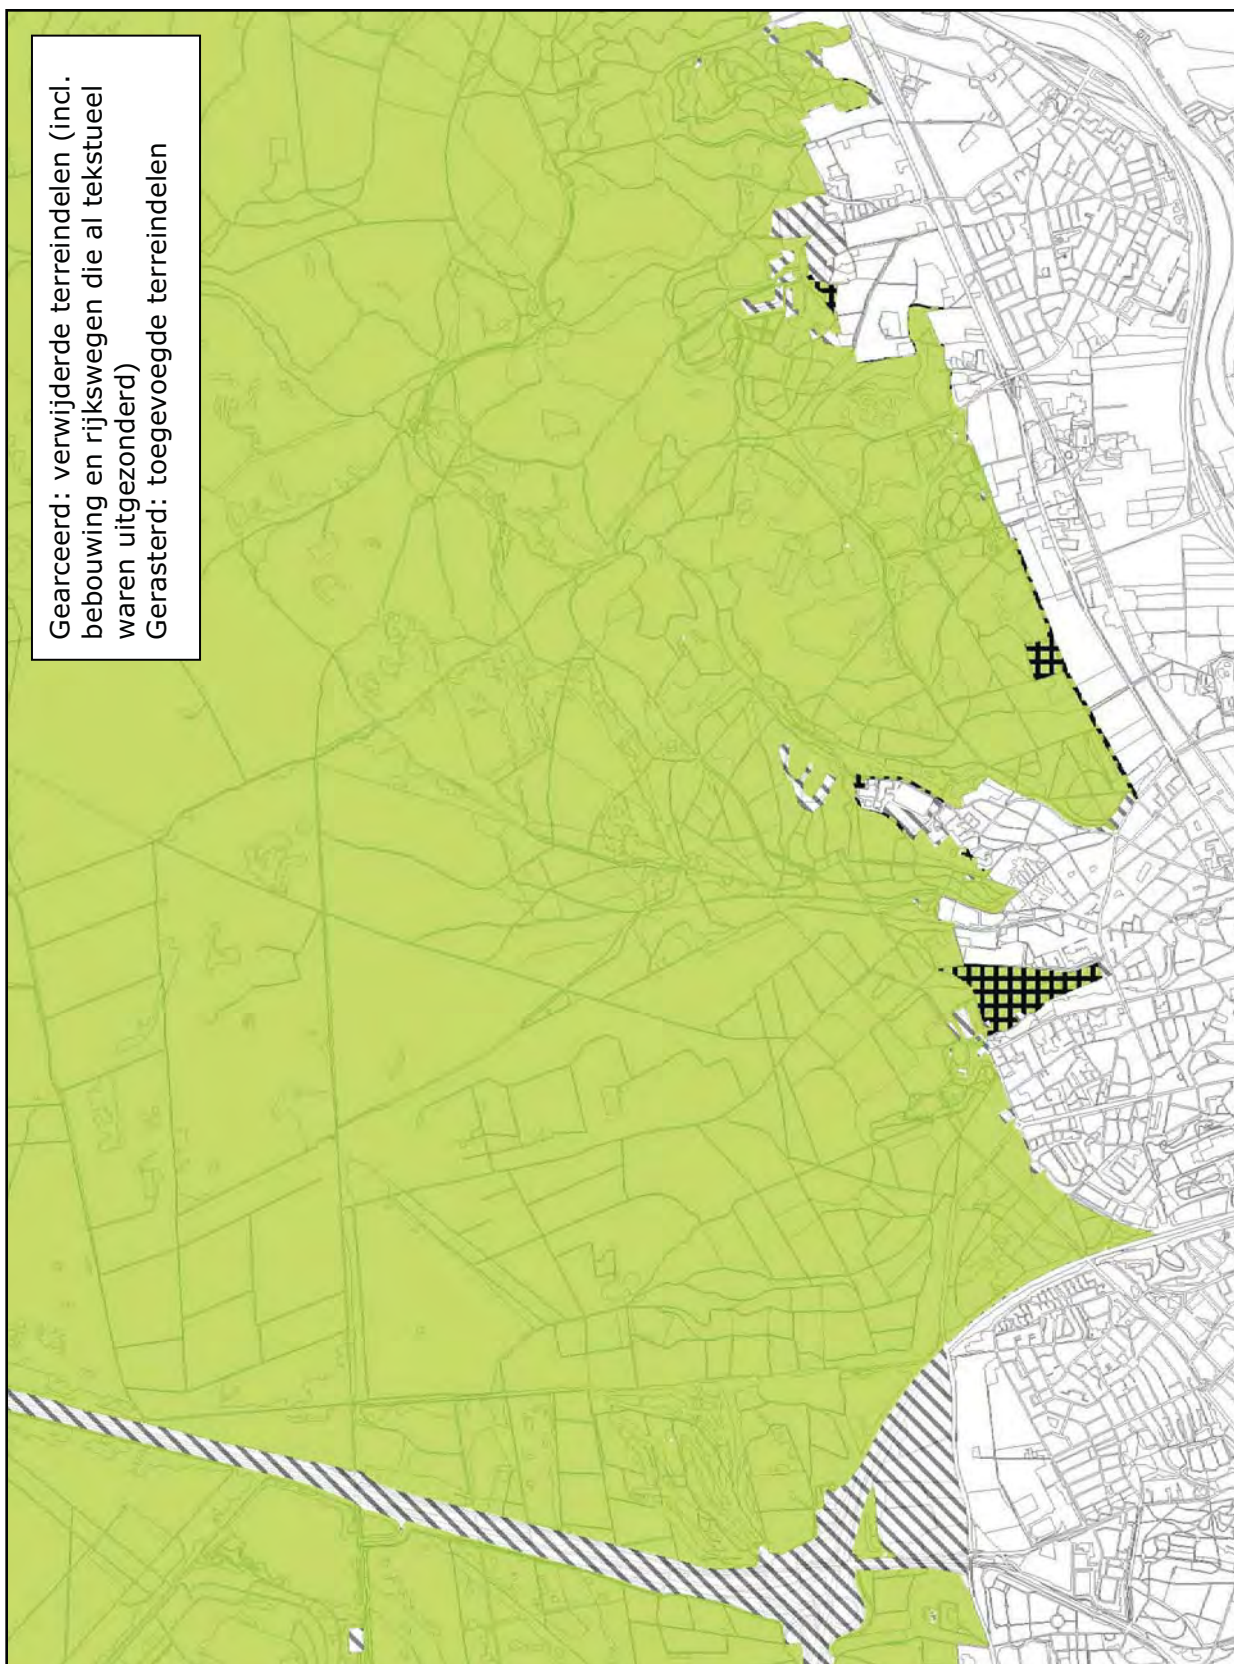 Gearceerd: verwijderde terreindelen (incl.
bebouwing en rijkswegen die al tekstueel
waren uitgezonderd)
Gerasterd: toegevoegde terreindelen